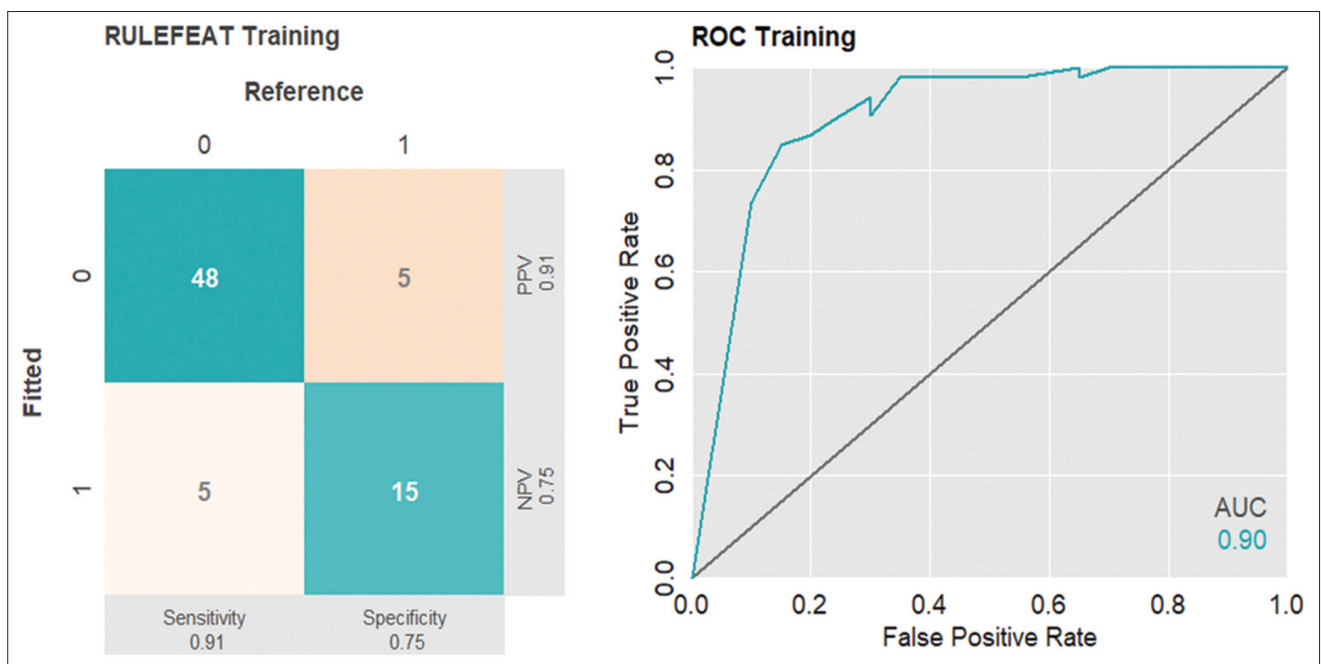 RULEFEAT Training
Reference
0 1
Fitted
0
48
5
PPV
0.91
1
5
15
NPV
0.75
Sensitivity
0.91
Specificity
0.75
ROC Training
True Positive Rate
1.0
0.8
0.6
0.4
0.2
0.0
AUC
0.90
0.0 0.2 0.4 0.6 0.8 1.0
False Positive Rate